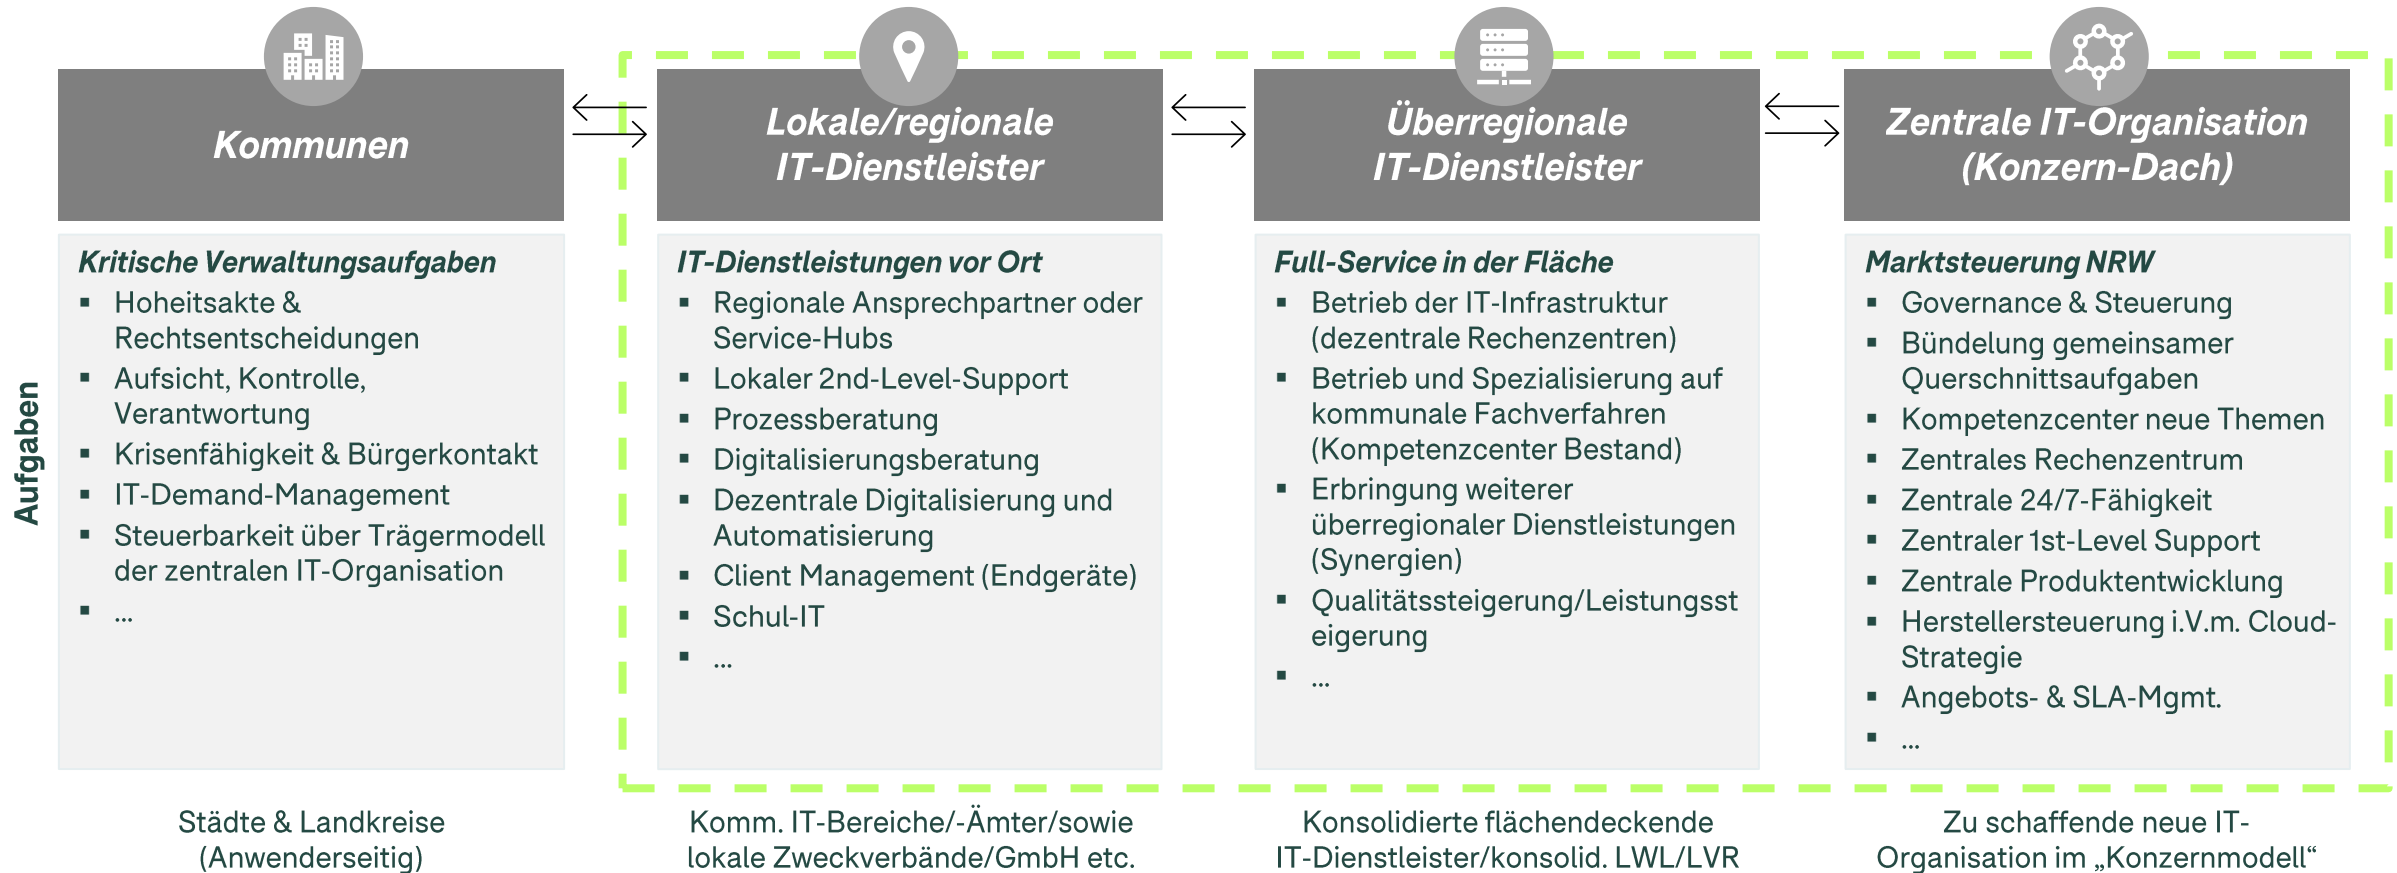 Kommunen
Lokale/regionale
IT-Dienstleister
Überregionale
IT-Dienstleister
Zentrale IT-Organisation
(Konzern-Dach)
Aufgaben
Kritische Verwaltungsaufgaben
▪ Hoheitsakte &
Rechtsentscheidungen
▪ Aufsicht, Kontrolle,
Verantwortung
▪ Krisenfähigkeit & Bürgerkontakt
▪ IT-Demand-Management
▪ Steuerbarkeit über Trägermodell
der zentralen IT-Organisation
▪ ...
IT-Dienstleistungen vor Ort
▪ Regionale Ansprechpartner oder
Service-Hubs
▪ Lokaler 2nd-Level-Support
▪ Prozessberatung
▪ Digitalisierungsberatung
▪ Dezentrale Digitalisierung und
Automatisierung
▪ Client Management (Endgeräte)
▪ Schul-IT
▪ ...
Full-Service in der Fläche
▪ Betrieb der IT-Infrastruktur
(dezentrale Rechenzentren)
▪ Betrieb und Spezialisierung auf
kommunale Fachverfahren
(Kompetenzcenter Bestand)
▪ Erbringung weiterer
überregionaler Dienstleistungen
(Synergien)
▪ Qualitätssteigerung/Leistungsst
eigerung
▪ ...
Marktsteuerung NRW
▪ Governance & Steuerung
▪ Bündelung gemeinsamer
Querschnittsaufgaben
▪ Kompetenzcenter neue Themen
▪ Zentrales Rechenzentrum
▪ Zentrale 24/7-Fähigkeit
▪ Zentraler 1st-Level Support
▪ Zentrale Produktentwicklung
▪ Herstellersteuerung i.V.m. Cloud-
Strategie
▪ Angebots- & SLA-Mgmt.
▪ ...
Städte & Landkreise
(Anwenderseitig)
Komm. IT-Bereiche/-Ämter/sowie
lokale Zweckverbände/GmbH etc.
Konsolidierte flächendeckende
IT-Dienstleister/konsolid. LWL/LVR
Zu schaffende neue IT-
Organisation im „Konzernmodell“